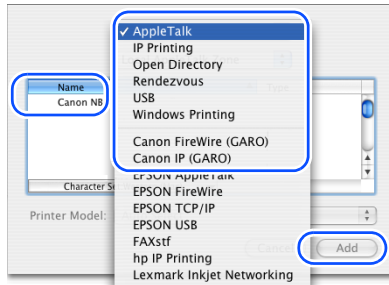 ✓ AppleTalk
IP Printing
Open Directory
Rendezvous
USB
Windows Printing
Canon FireWire (GARO)
Canon IP (GARO)
EPSON AppleTalk
EPSON FireWire
EPSON TCP/IP
EPSON USB
FAXstf
hp IP Printing
Lexmark Inkjet Networking
Name
Type
Canon NB
Character
Printer Model:
Cancel
Add